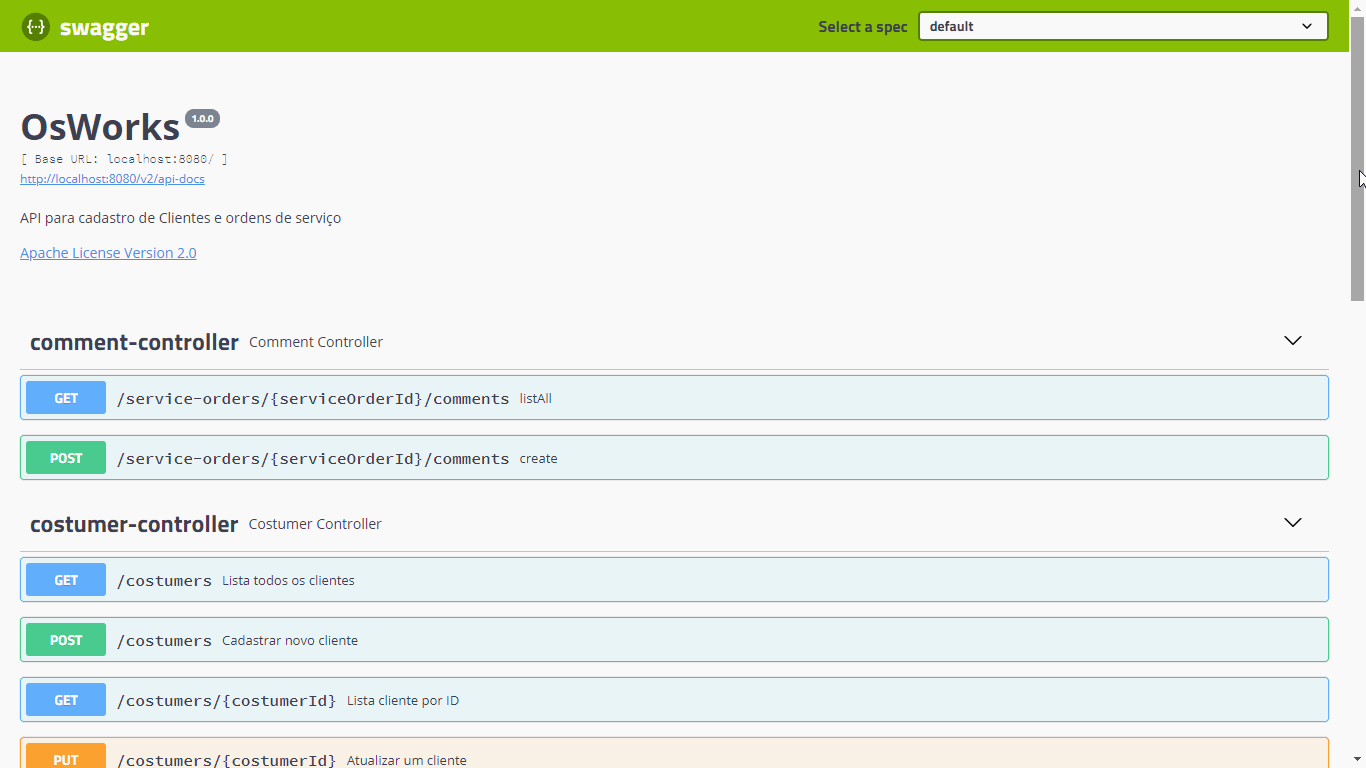 swagger Select a spec default
OsWorks 1.0.0
[ Base URL: localhost:8080/ ]
http://localhost:8080/v2/api-docs
API para cadastro de Clientes e ordens de serviço
Apache License Version 2.0
comment-controller Comment Controller
GET /service-orders/{serviceOrderId}/comments listAll
POST /service-orders/{serviceOrderId}/comments create
costumer-controller Costumer Controller
GET /costumers Lista todos os clientes
POST /costumers Cadastrar novo cliente
GET /costumers/{costumerId} Lista cliente por ID
PUT /costumers/{costumerId} Atualizar um cliente